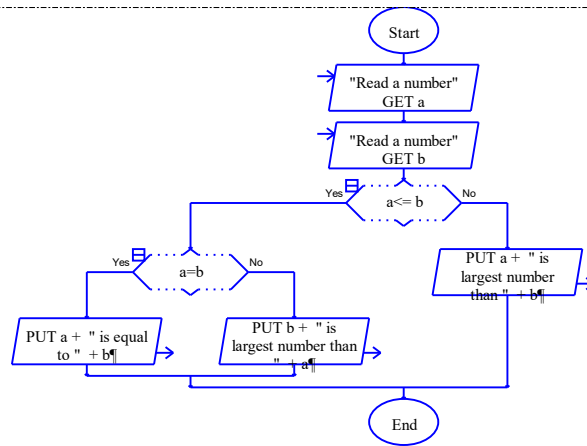 Start
"Read a number"
GET a
"Read a number"
GET b
Yes
No
a<= b
Yes
No
a=b
PUT a + " is
largest number
than " + b¶
PUT a + " is equal
to " + b¶
PUT b + " is
largest number than
" + a¶
End